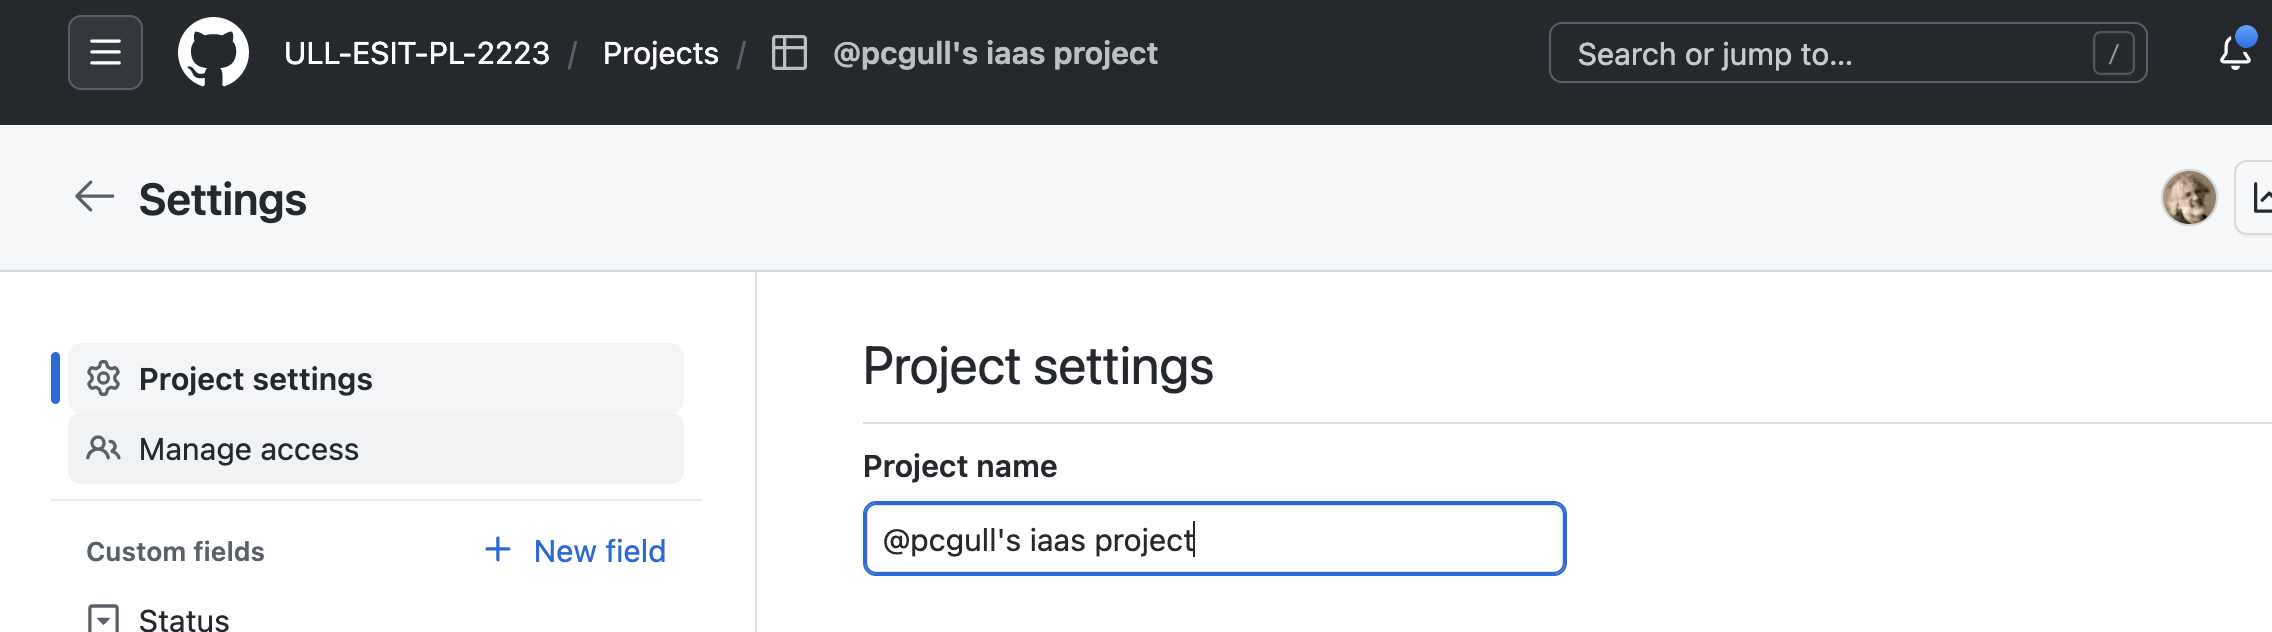 ULL-ESIT-PL-2223 / Projects / @pcgull's iaas project
Search or jump to... /
Settings
Project settings
Manage access
Custom fields
+ New field
Status
Project settings
Project name
@pcgull's iaas project